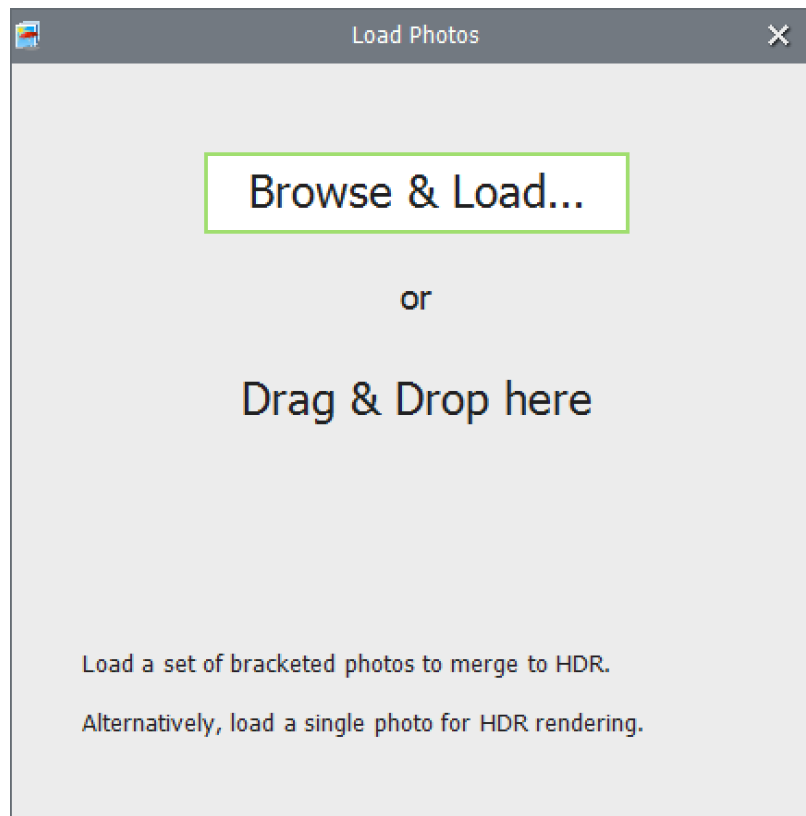 Load Photos
Browse & Load...
or
Drag & Drop here
Load a set of bracketed photos to merge to HDR.
Alternatively, load a single photo for HDR rendering.